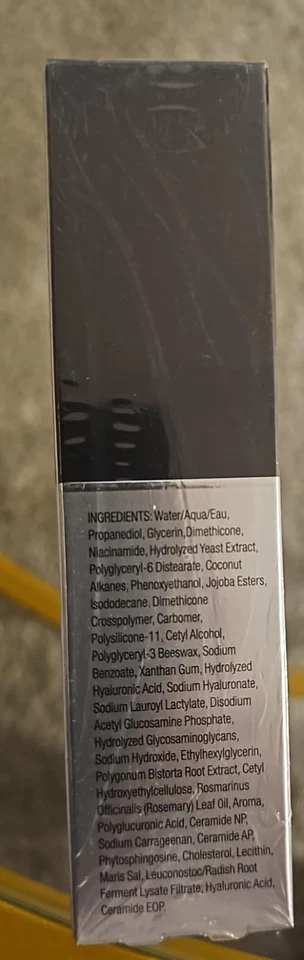 INGREDIENTS: Water/Aqua/Eau,
Propanediol, Glycerin,Dimethicone,
Niacinamide, Hydrolyzed Yeast Extract,
Polyglyceryl-6 Distearate, Coconut
Alkanes, Phenoxyethanol, Jojoba Esters,
Isododecane, Dimethicone
Crosspolymer, Carbomer,
Polysilicone-11, Cetyl Alcohol,
Polyglyceryl-3 Beeswax, Sodium
Benzoate, Xanthan Gum, Hydrolyzed
Hyaluronic Acid, Sodium Hyaluronate,
Sodium Lauroyl Lactylate, Disodium
Acetyl Glucosamine Phosphate,
Hydrolyzed Glycosaminoglycans,
Sodium Hydroxide, Ethylhexylglycerin,
Polygonum Bistorta Root Extract, Cetyl
Hydroxyethylcellulose, Rosmarinus
Officinalis (Rosemary) Leaf Oil, Aroma,
Polyglucuronic Acid, Ceramide NP,
Sodium Carrageenan, Ceramide AP,
Phytosphingosine, Cholesterol, Lecithin,
Maris Sal, Leuconostoc/Radish Root
Ferment Lysate Filtrate, Hyaluronic Acid,
Ceramide EOP.